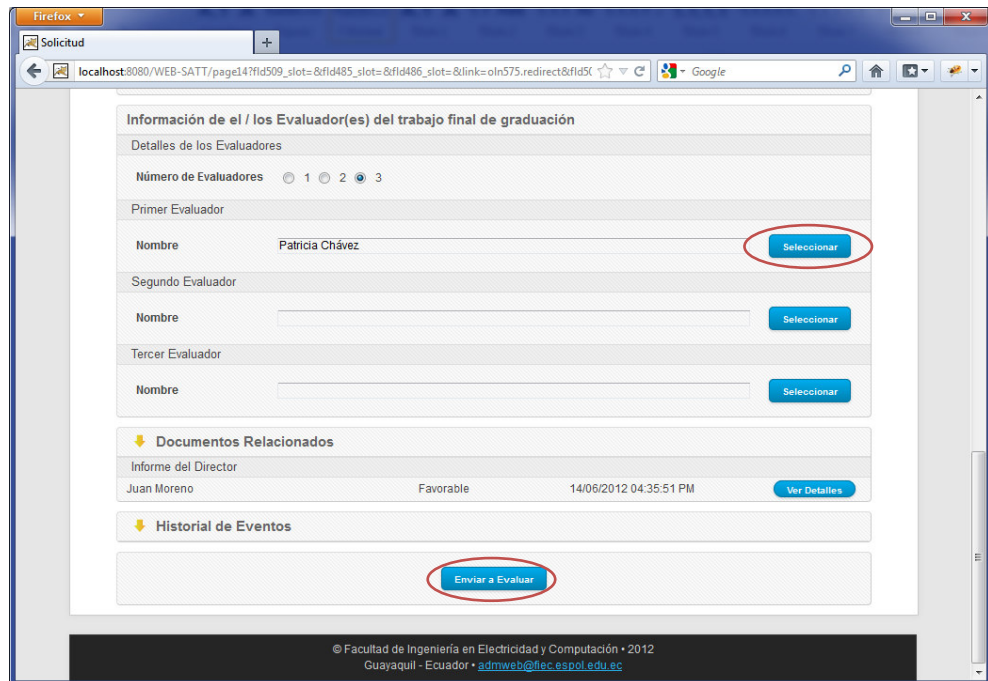 Firefox
Solicitud
localhost:8080/WEB-SATT/page14?fld509_slot=&fld485_slot=&fld486_slot=&link=oln575.redirect&fld5(
Google
Información de el / los Evaluador(es) del trabajo final de graduación
Detalles de los Evaluadores
Número de Evaluadores 1 2 3
Primer Evaluador
Nombre Patricia Chávez Seleccionar
Segundo Evaluador
Nombre Seleccionar
Tercer Evaluador
Nombre Seleccionar
Documentos Relacionados
Informe del Director
Juan Moreno Favorable 14/06/2012 04:35:51 PM Ver Detalles
Historial de Eventos
Enviar a Evaluar
© Facultad de Ingeniería en Electricidad y Computación • 2012
Guayaquil - Ecuador • admweb@fiec.espol.edu.ec